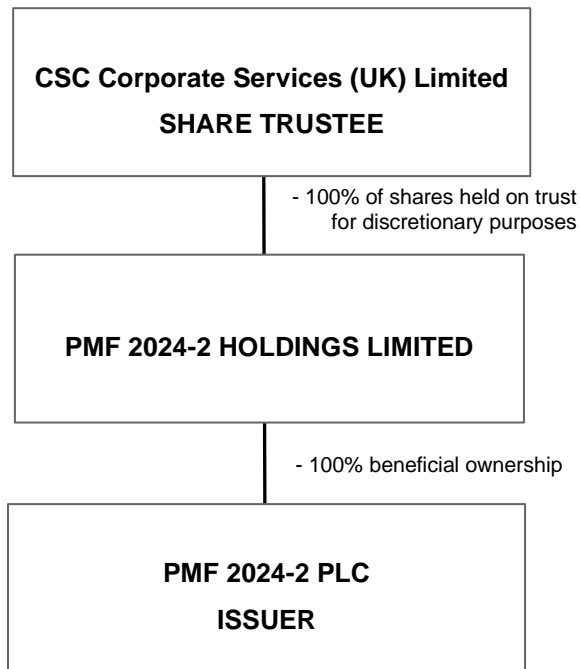 CSC Corporate Services (UK) Limited
SHARE TRUSTEE
- 100% of shares held on trust
for discretionary purposes
PMF 2024-2 HOLDINGS LIMITED
- 100% beneficial ownership
PMF 2024-2 PLC
ISSUER